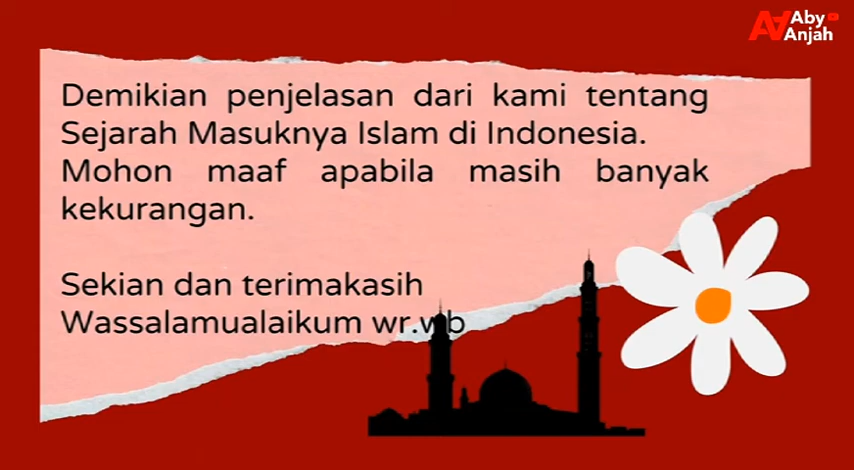 Aby
Anjah
Demikian penjelasan dari kami tentang
Sejarah Masuknya Islam di Indonesia.
Mohon maaf apabila masih banyak
kekurangan.
Sekian dan terimakasih
Wassalamualaikum wr.wb